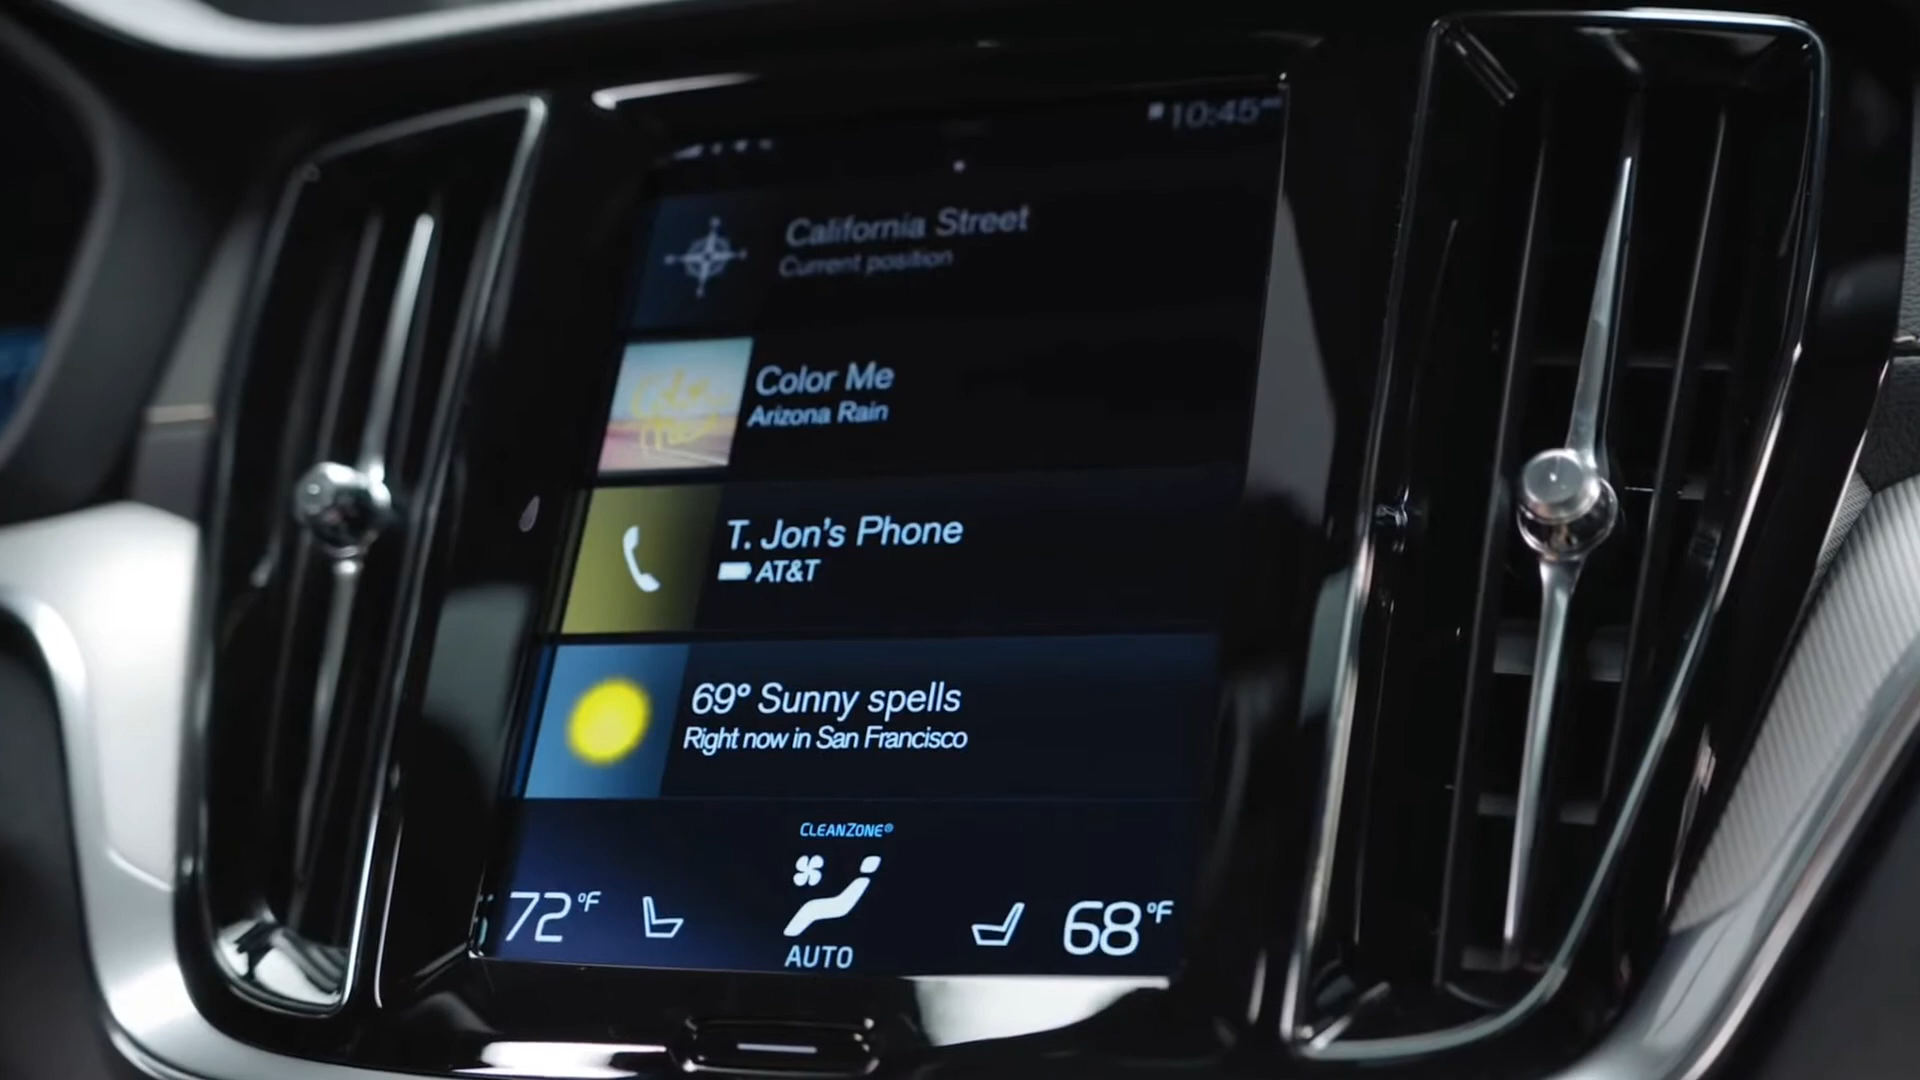 10:45
California Street
Current position
Color Me
Arizona Rain
T. Jon's Phone
AT&T
69° Sunny spells
Right now in San Francisco
CLEANZONE®
72°F
68°F
AUTO